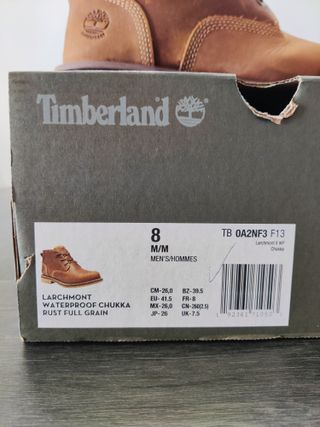 Timberland
8
M/M
MEN'S/HOMMES
TB 0A2NF3 F13
Larchmont II WP
Chukka
LARCHMONT
WATERPROOF CHUKKA
RUST FULL GRAIN
CM-26,0 BZ-39.5
EU-41.5 FR-8
MX-26,0 CN-260(2.5)
JP-26 UK-7.5